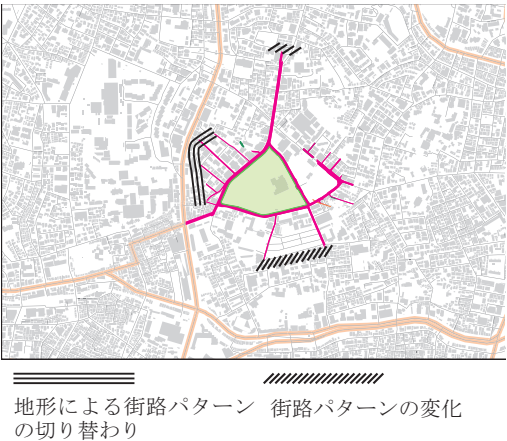 地形による街路パターン
の切り替わり
街路パターンの変化